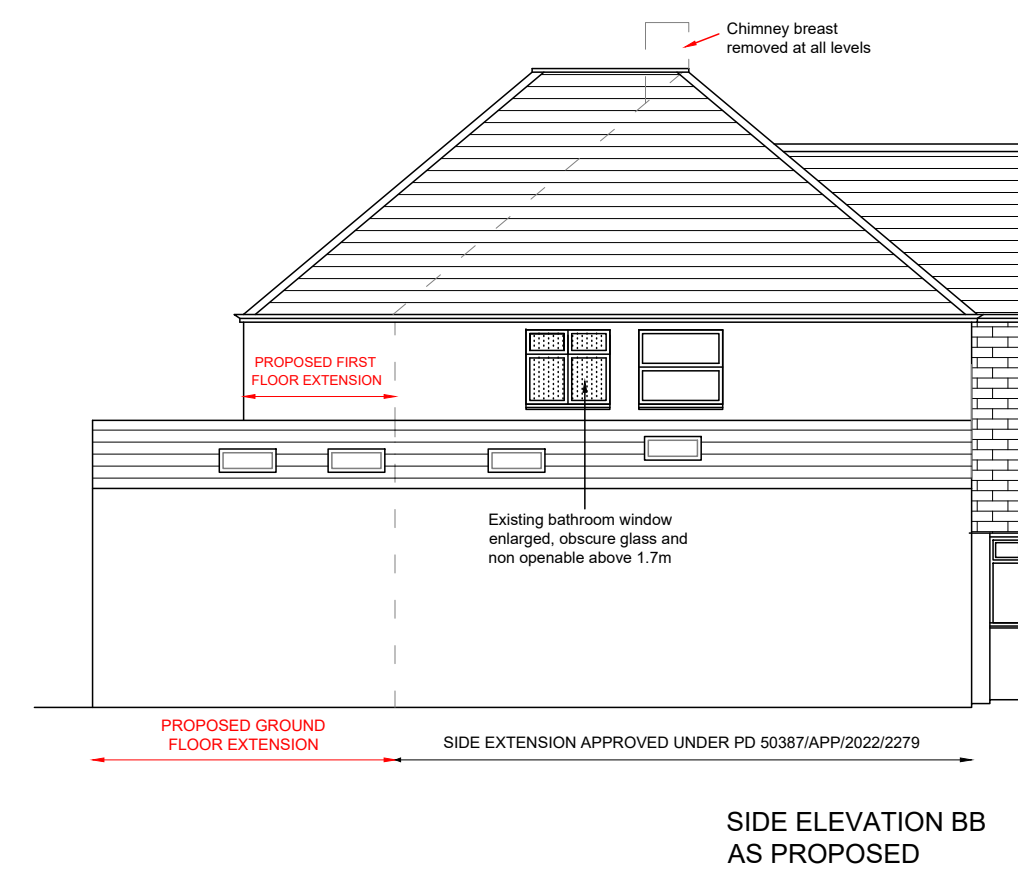 Chimney breast
removed at all levels
PROPOSED FIRST
FLOOR EXTENSION
Existing bathroom window
enlarged, obscure glass and
non openable above 1.7m
PROPOSED GROUND
FLOOR EXTENSION
SIDE EXTENSION APPROVED UNDER PD 50387/APP/2022/2279
SIDE ELEVATION BB
AS PROPOSED